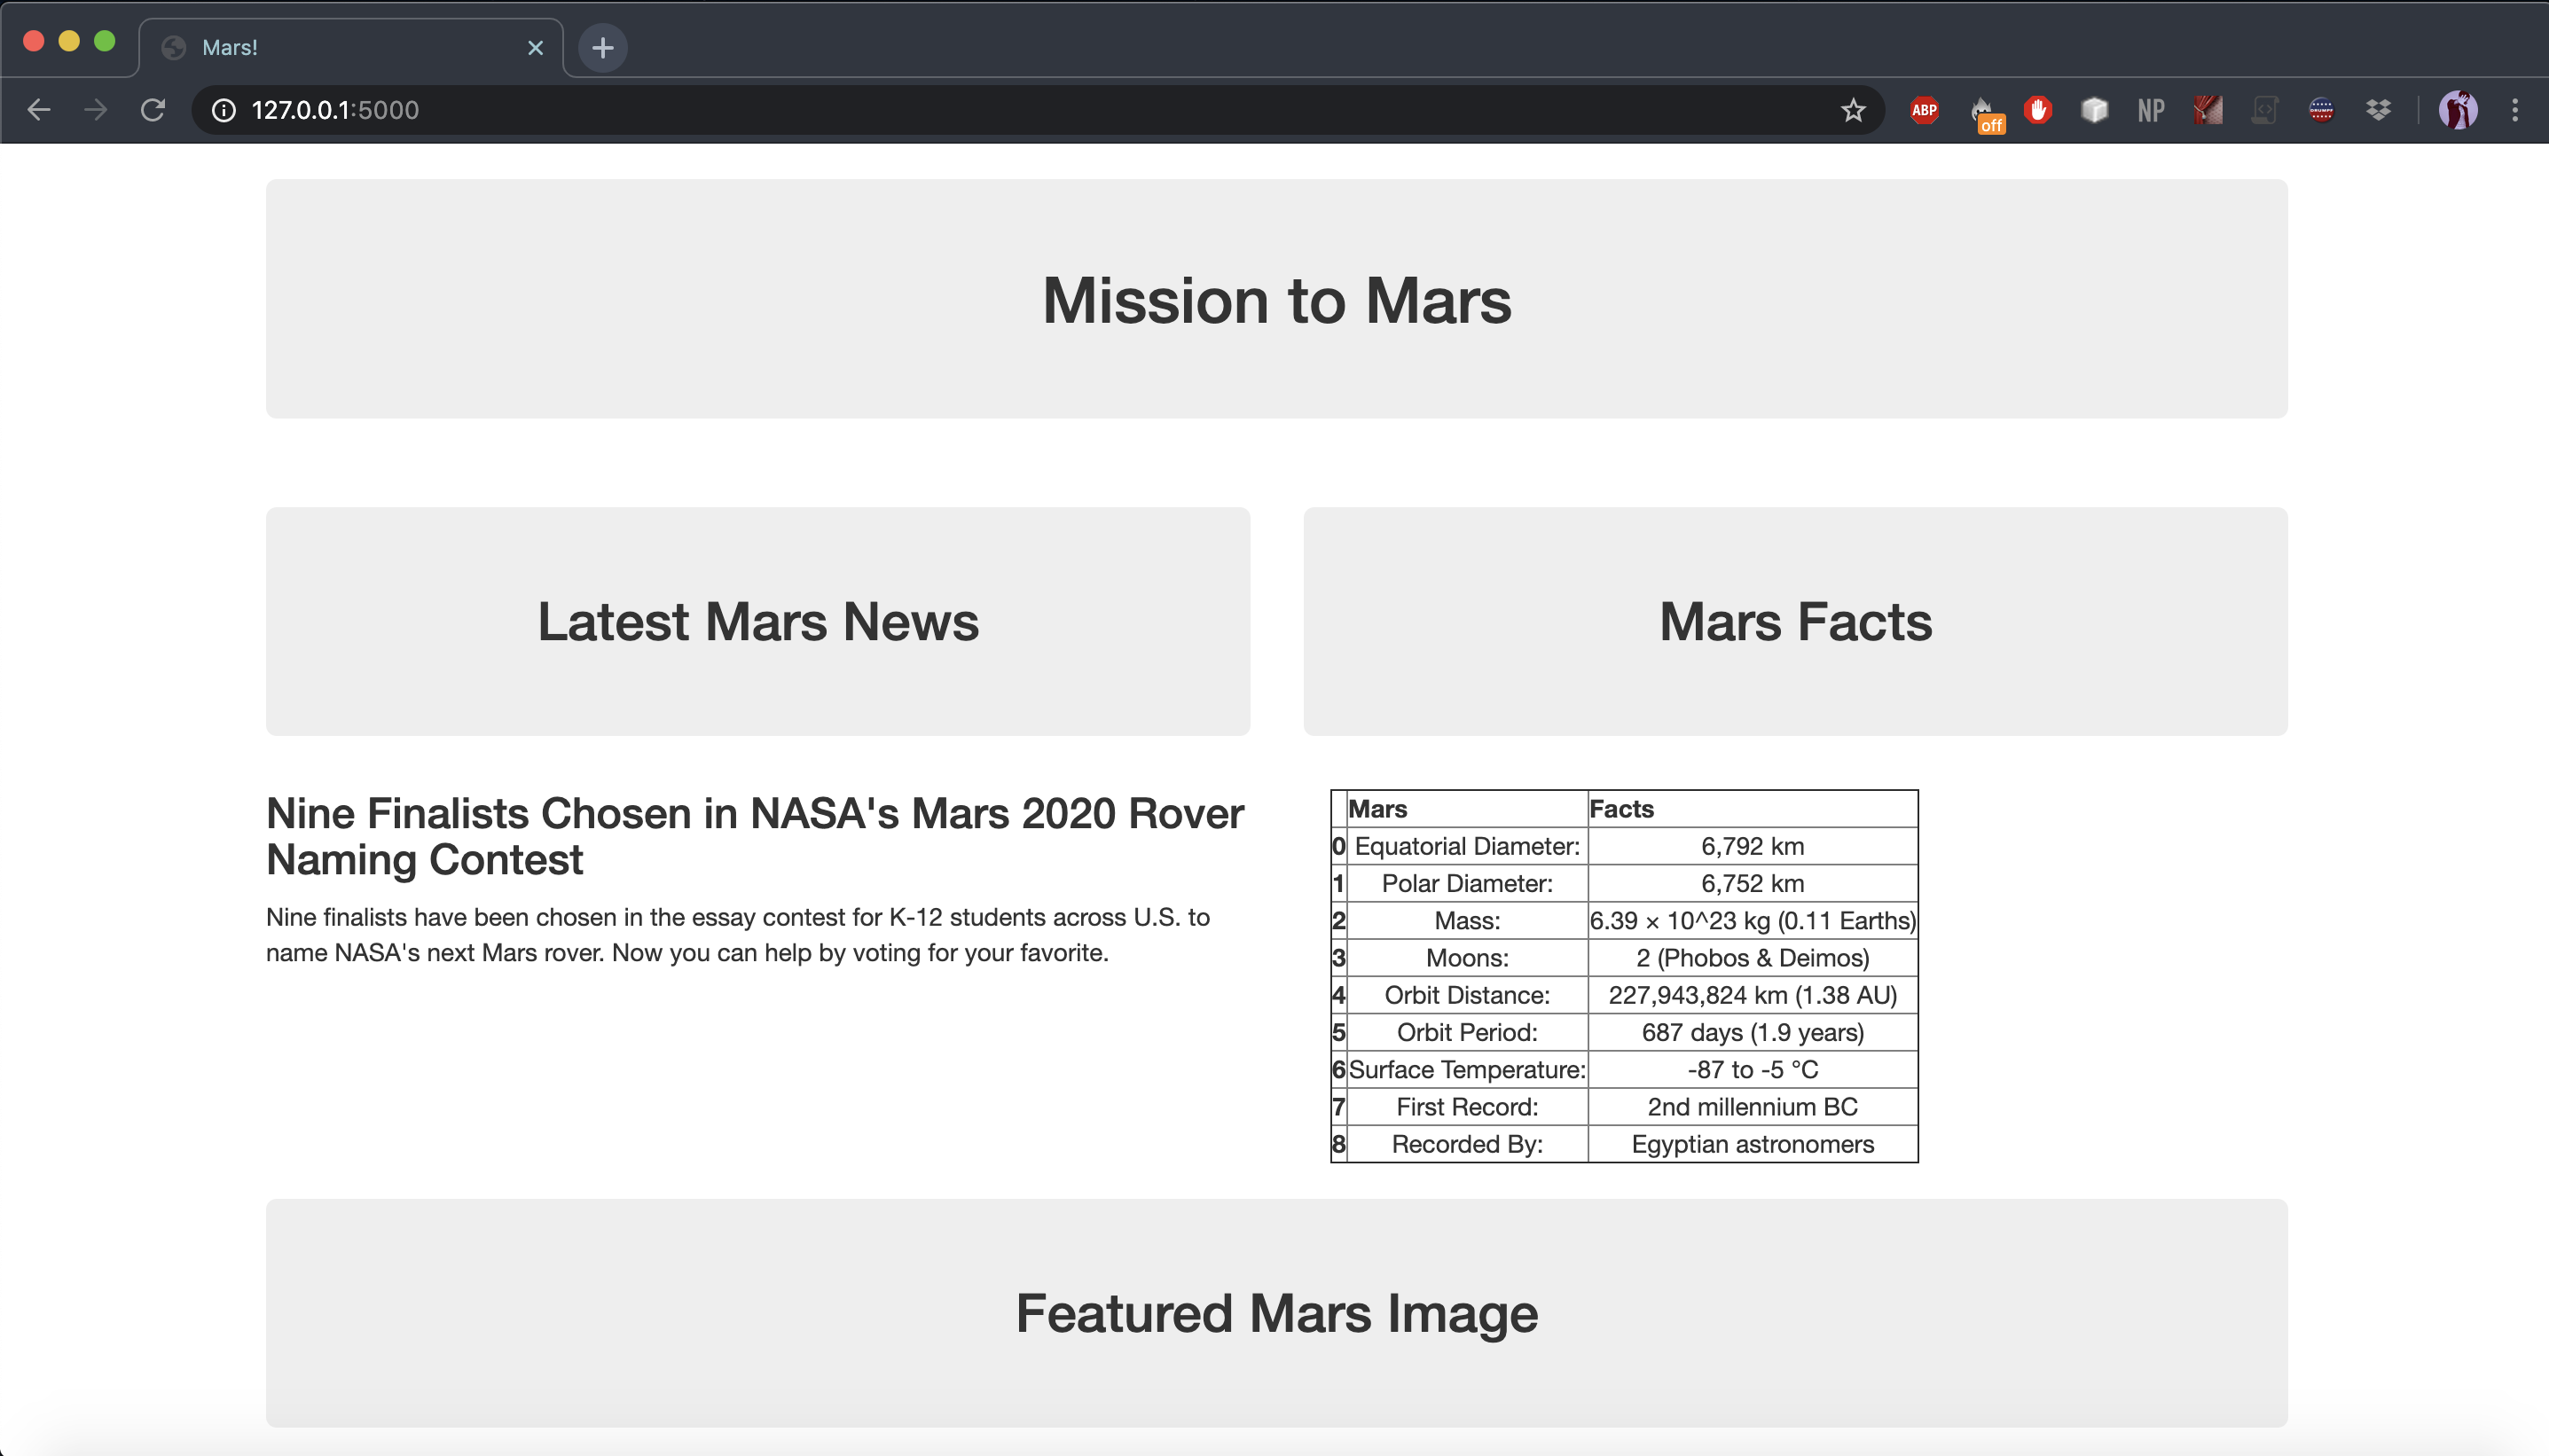 Mars!
127.0.0.1:5000
ABP
off
NP
Mission to Mars
Latest Mars News
Mars Facts
Nine Finalists Chosen in NASA's Mars 2020 Rover
Naming Contest
Nine finalists have been chosen in the essay contest for K-12 students across U.S. to
name NASA's next Mars rover. Now you can help by voting for your favorite.
Mars Facts
0 Equatorial Diameter: 6,792 km
1 Polar Diameter: 6,752 km
2 Mass: 6.39 × 10^23 kg (0.11 Earths)
3 Moons: 2 (Phobos & Deimos)
4 Orbit Distance: 227,943,824 km (1.38 AU)
5 Orbit Period: 687 days (1.9 years)
6 Surface Temperature: -87 to -5 °C
7 First Record: 2nd millennium BC
8 Recorded By: Egyptian astronomers
Featured Mars Image